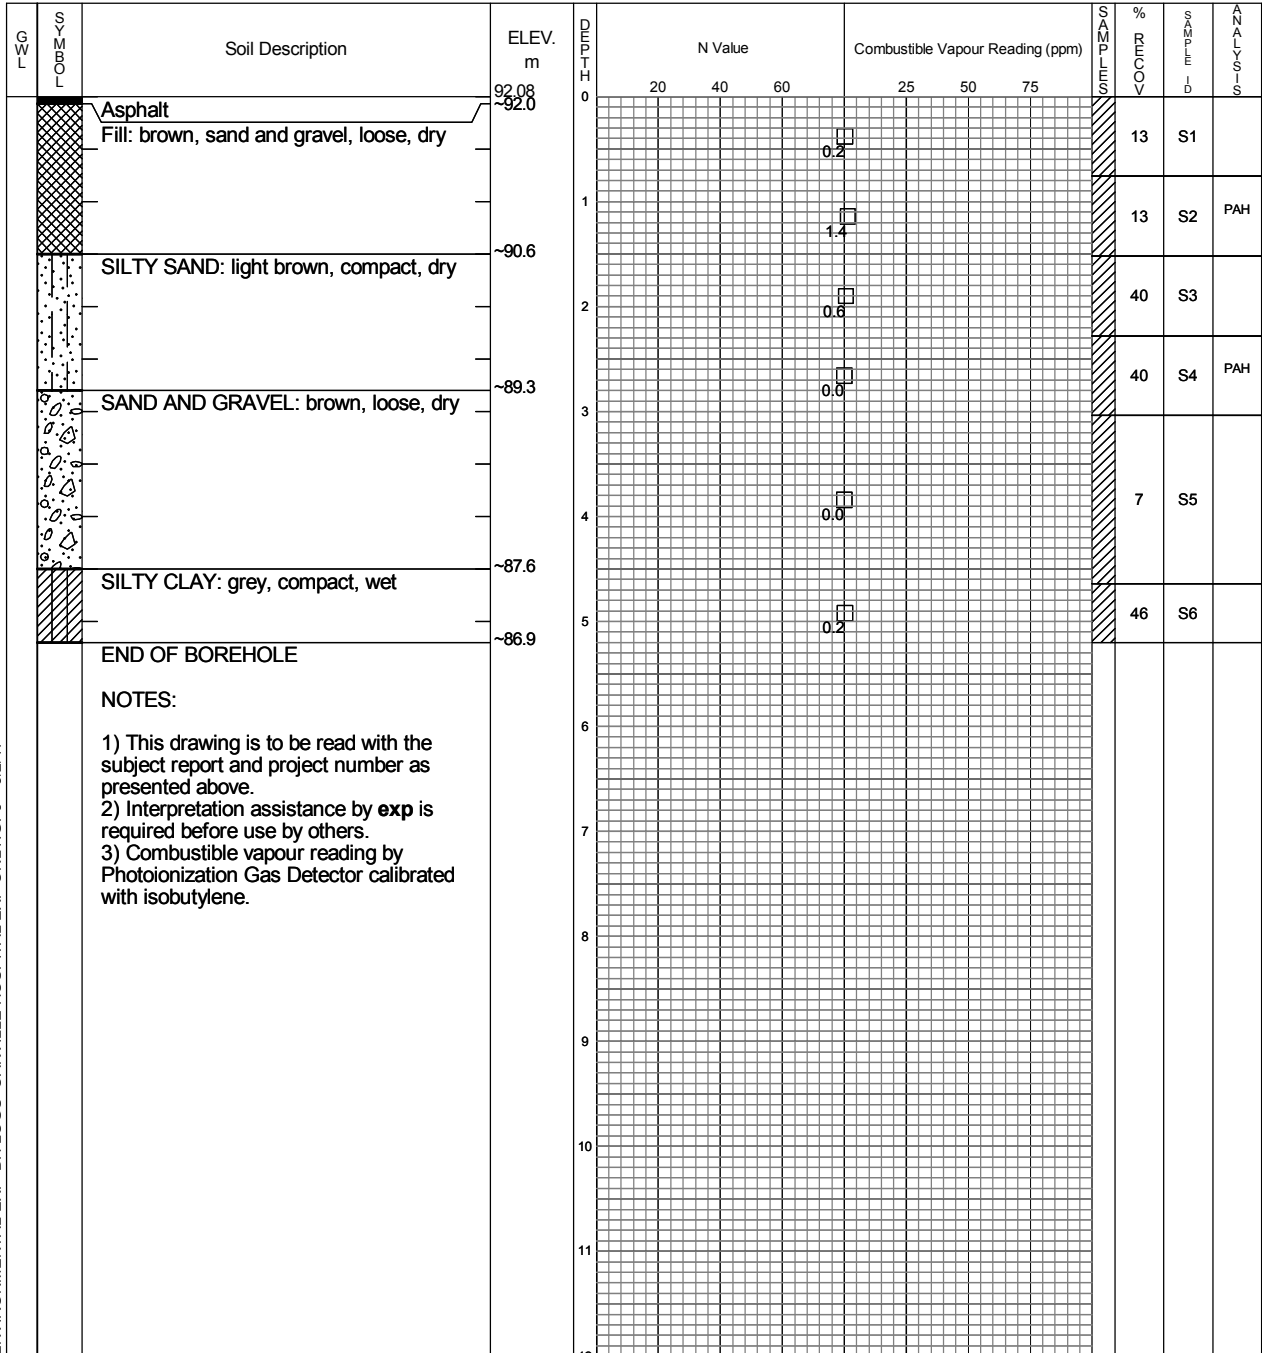 GWL
SYMBOL
Soil Description
ELEV.
m
DEPTH
N Value
Combustible Vapour Reading (ppm)
SAMPLES
% RECOV
SAMPLE ID
ANALYSIS
20 40 60 25 50 75
92.08
0
~92.0
Asphalt
Fill: brown, sand and gravel, loose, dry
0.2
13 S1
1
1.4
13 S2 PAH
~90.6
SILTY SAND: light brown, compact, dry
2
0.6
40 S3
0.0
40 S4 PAH
~89.3
SAND AND GRAVEL: brown, loose, dry
3
0.0
7 S5
4
~87.6
SILTY CLAY: grey, compact, wet
5
0.2
46 S6
~86.9
END OF BOREHOLE
NOTES:
1) This drawing is to be read with the
subject report and project number as
presented above.
2) Interpretation assistance by exp is
required before use by others.
3) Combustible vapour reading by
Photoionization Gas Detector calibrated
with isobutylene.
6
7
8
9
10
11